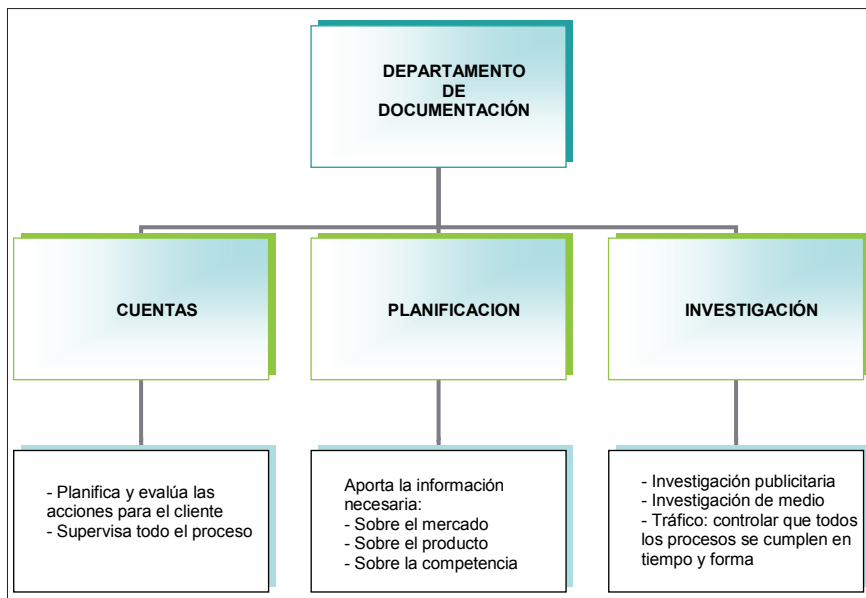 DEPARTAMENTO
DE
DOCUMENTACIÓN
CUENTAS
PLANIFICACION
INVESTIGACIÓN
- Planifica y evalúa las
acciones para el cliente
- Supervisa todo el proceso
Aporta la información
necesaria:
- Sobre el mercado
- Sobre el producto
- Sobre la competencia
- Investigación publicitaria
- Investigación de medio
- Tráfico: controlar que todos
los procesos se cumplen en
tiempo y forma